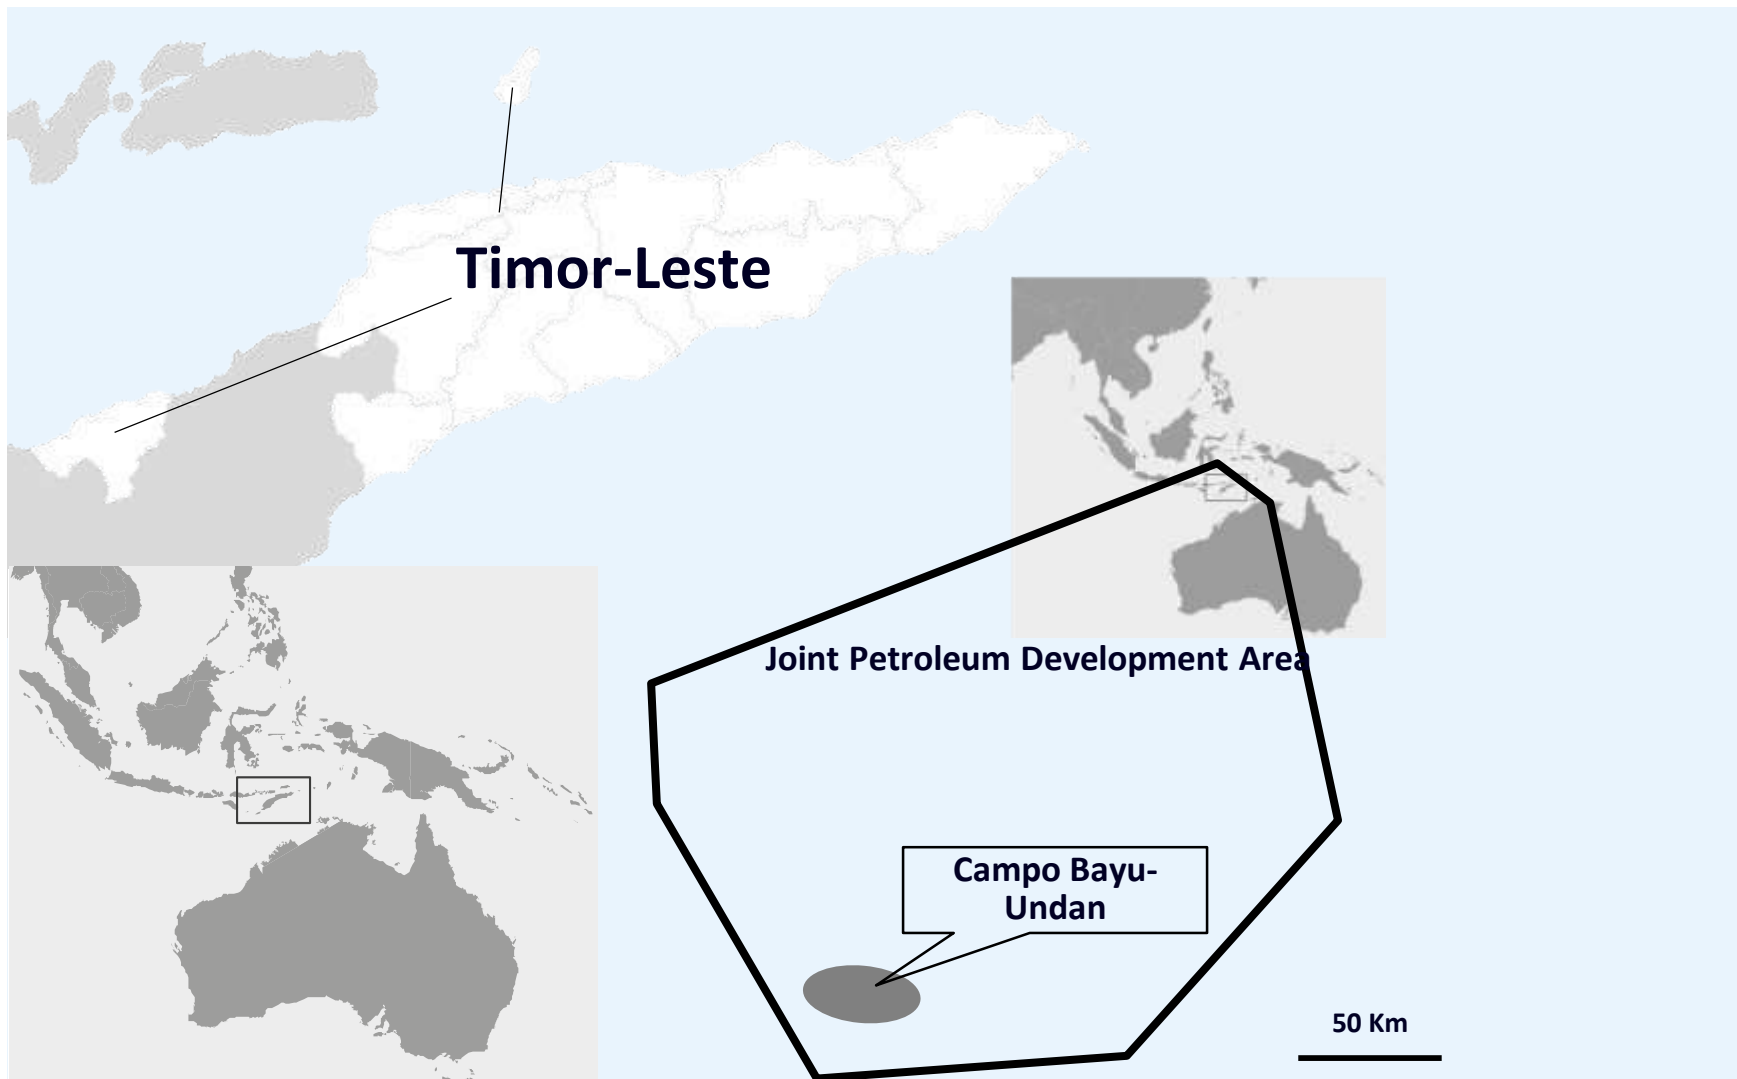 Timor-Leste
Joint Petroleum Development Area
Campo Bayu-
Undan
50 Km